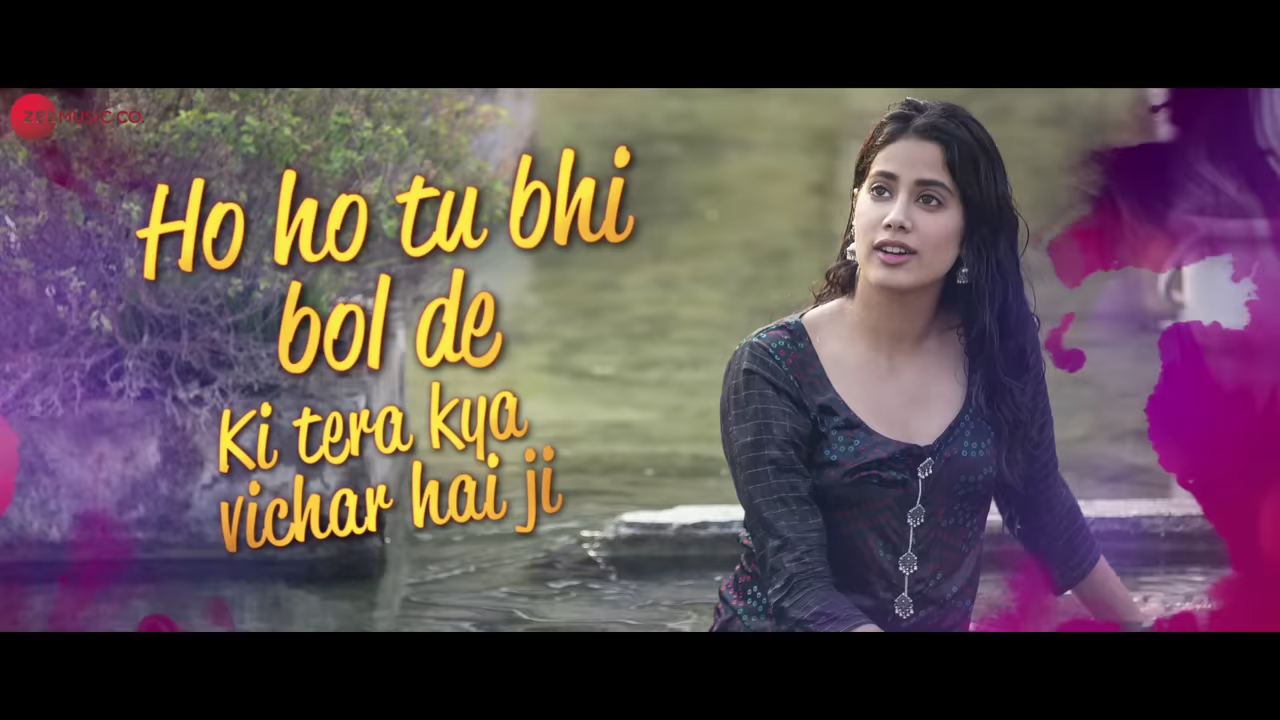 ZEE MUSIC CO.
Ho ho tu bhi
bol de
Ki tera kya
vichar hai ji